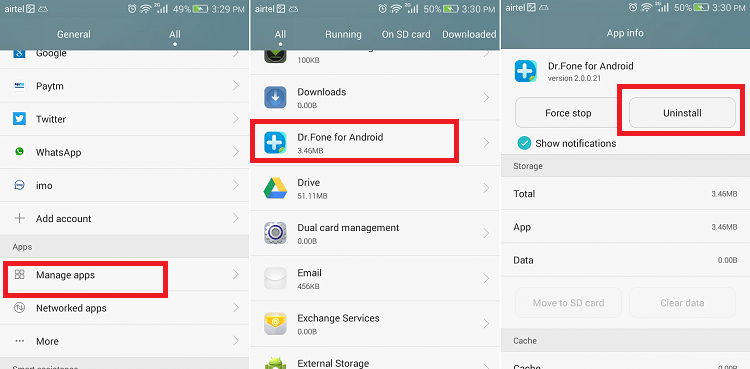 airtel 49% 3:29 PM
General All
Google
Paytm
Twitter
WhatsApp
imo
Add account
Apps
Manage apps
Networked apps
More
Smart assistance
airtel 50% 3:30 PM
All Running On SD card Downloaded
100KB
Downloads
0.00B
Dr.Fone for Android
3.46MB
Drive
51.11MB
Dual card management
0.00B
Email
456KB
Exchange Services
0.00B
External Storage
airtel 50% 3:30 PM
App info
Dr.Fone for Android
version 2.0.0.21
Force stop Uninstall
Show notifications
Storage
Total 3.46MB
App 3.46MB
Data 0.00B
Move to SD card Clear data
Cache
Cache 0.00B